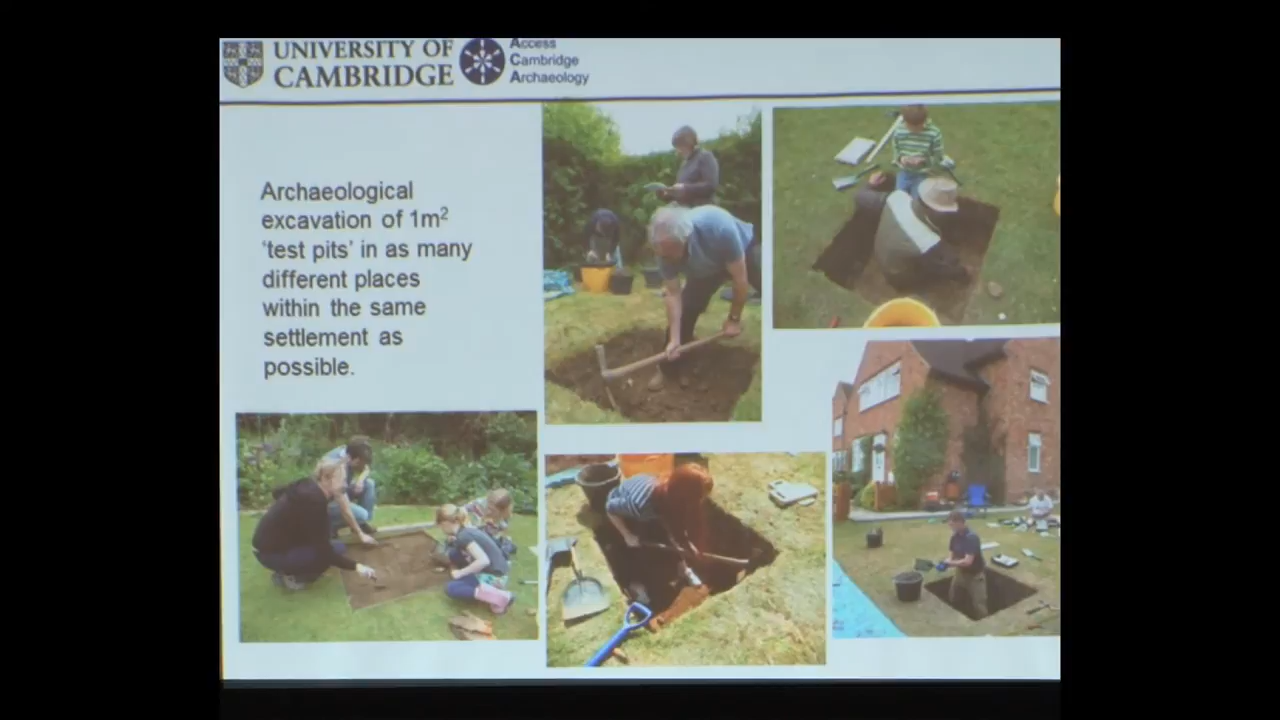 UNIVERSITY OF
CAMBRIDGE
Access
Cambridge
Archaeology
Archaeological
excavation of 1m²
‘test pits’ in as many
different places
within the same
settlement as
possible.